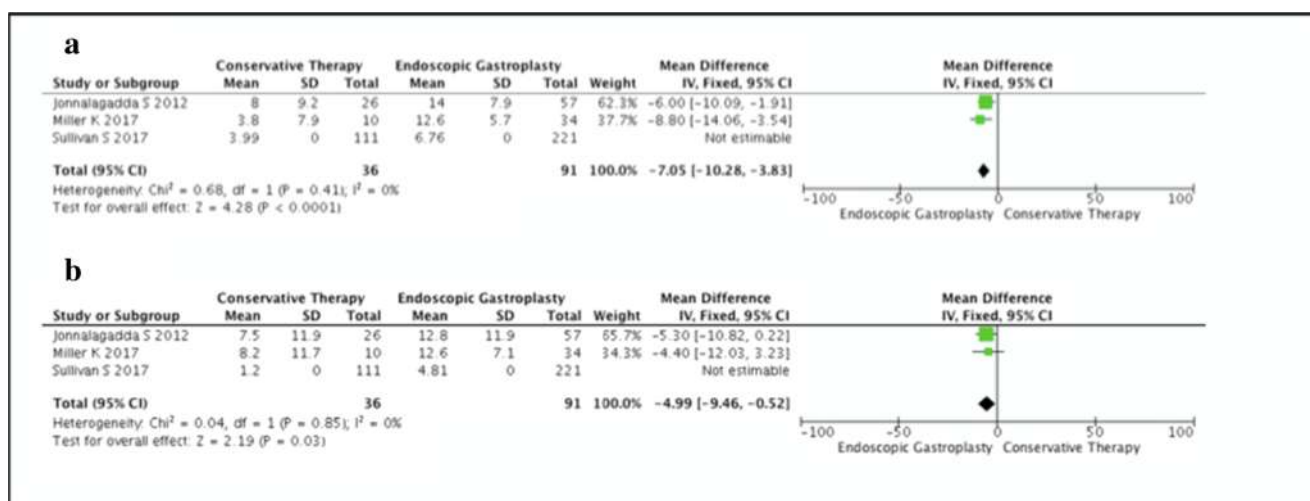 a
Conservative Therapy Endoscopic Gastroplasty Mean Difference Mean Difference
Study or Subgroup Mean SD Total Mean SD Total Weight IV, Fixed, 95% CI IV, Fixed, 95% CI
Jonnalagadda S 2012 8 9.2 26 14 7.9 57 62.3% -6.00 [-10.09, -1.91]
Miller K 2017 3.8 7.9 10 12.6 5.7 34 37.7% -8.80 [-14.06, -3.54]
Sullivan S 2017 3.99 0 111 6.76 0 221 Not estimable
Total (95% CI) 36 91 100.0% -7.05 [-10.28, -3.83]
Heterogeneity: Chi² = 0.68, df = 1 (P = 0.41); I² = 0%
Test for overall effect: Z = 4.28 (P < 0.0001)
-100 -50 0 50 100
Endoscopic Gastroplasty Conservative Therapy
b
Conservative Therapy Endoscopic Gastroplasty Mean Difference Mean Difference
Study or Subgroup Mean SD Total Mean SD Total Weight IV, Fixed, 95% CI IV, Fixed, 95% CI
Jonnalagadda S 2012 7.5 11.9 26 12.8 11.9 57 65.7% -5.30 [-10.82, 0.22]
Miller K 2017 8.2 11.7 10 12.6 7.1 34 34.3% -4.40 [-12.03, 3.23]
Sullivan S 2017 1.2 0 111 4.81 0 221 Not estimable
Total (95% CI) 36 91 100.0% -4.99 [-9.46, -0.52]
Heterogeneity: Chi² = 0.04, df = 1 (P = 0.85); I² = 0%
Test for overall effect: Z = 2.19 (P = 0.03)
-100 -50 0 50 100
Endoscopic Gastroplasty Conservative Therapy